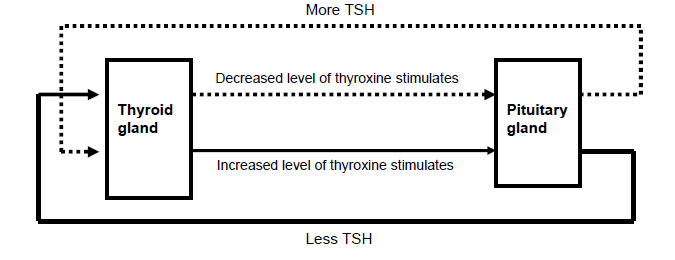 More TSH
Decreased level of thyroxine stimulates
Thyroid
gland
Pituitary
gland
Increased level of thyroxine stimulates
Less TSH